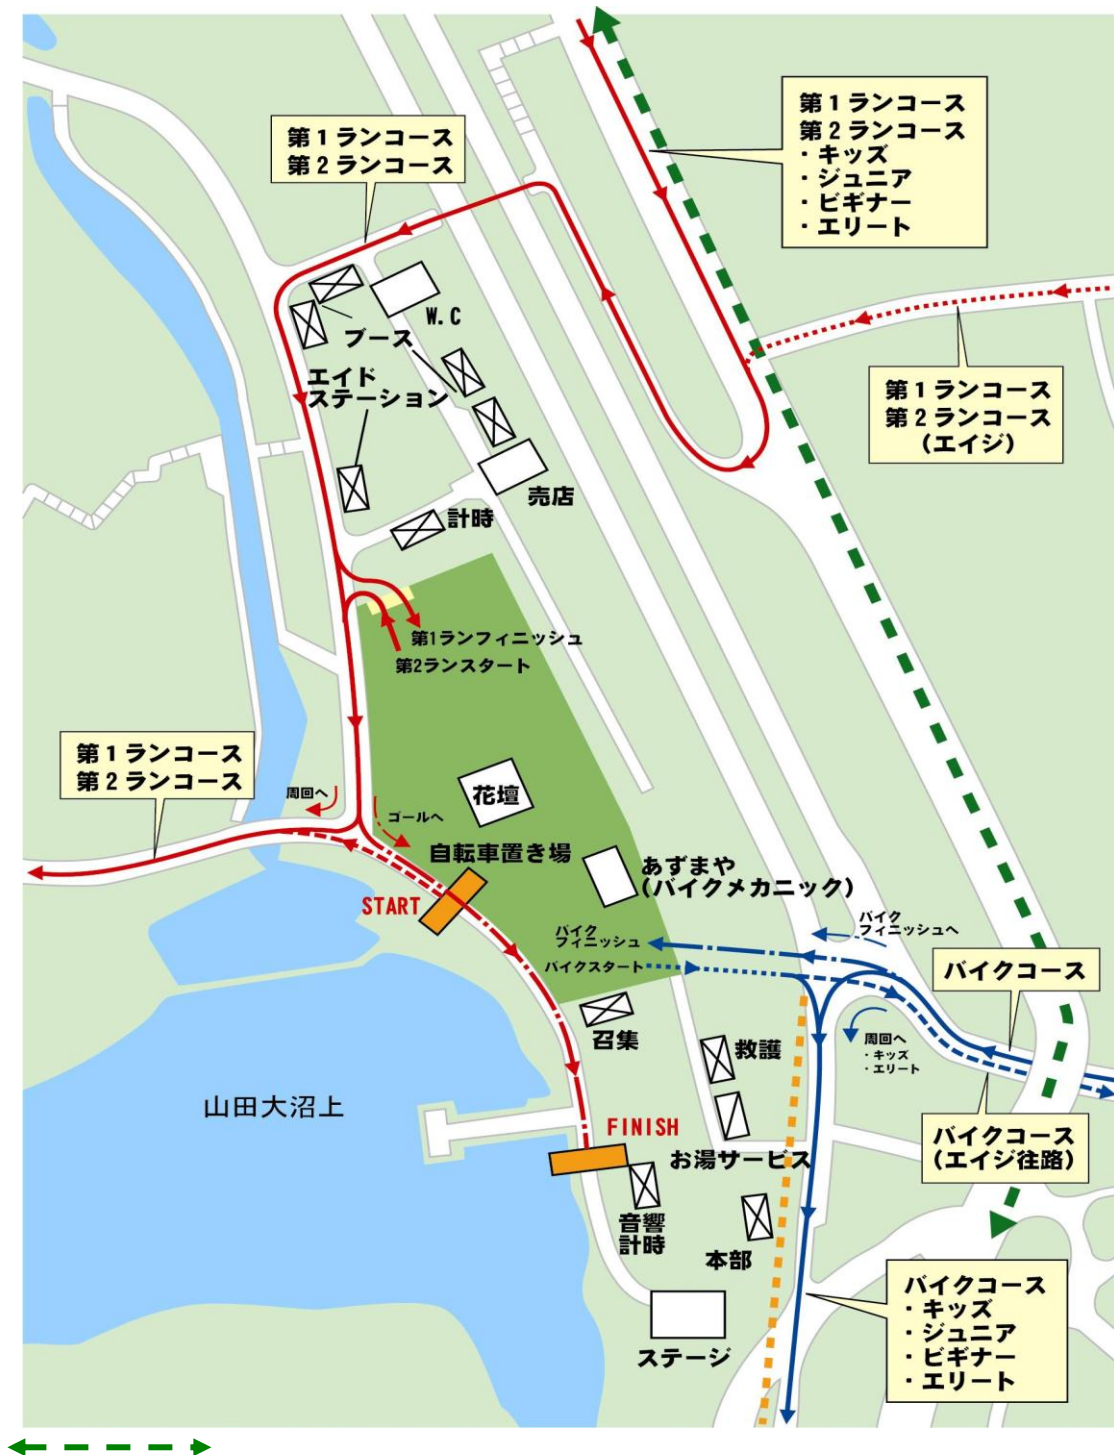 第１ランコース
第２ランコース
・キッズ
・ジュニア
・ビギナー
・エリート
第１ランコース
第２ランコース
W.C
ブース
エイド
ステーション
第１ランコース
第２ランコース
(エイジ)
売店
計時
第1ランフィニッシュ
第2ランスタート
第１ランコース
第２ランコース
周回へ
ゴールへ
花壇
自転車置き場
あずまや
(バイクメカニック)
START
バイク
フィニッシュ
バイク
フィニッシュへ
バイクスタート
バイクコース
召集
救護
周回へ
・キッズ
・エリート
山田大沼上
FINISH
バイクコース
(エイジ往路)
お湯サービス
音響
計時
本部
バイクコース
・キッズ
・ジュニア
・ビギナー
・エリート
ステージ